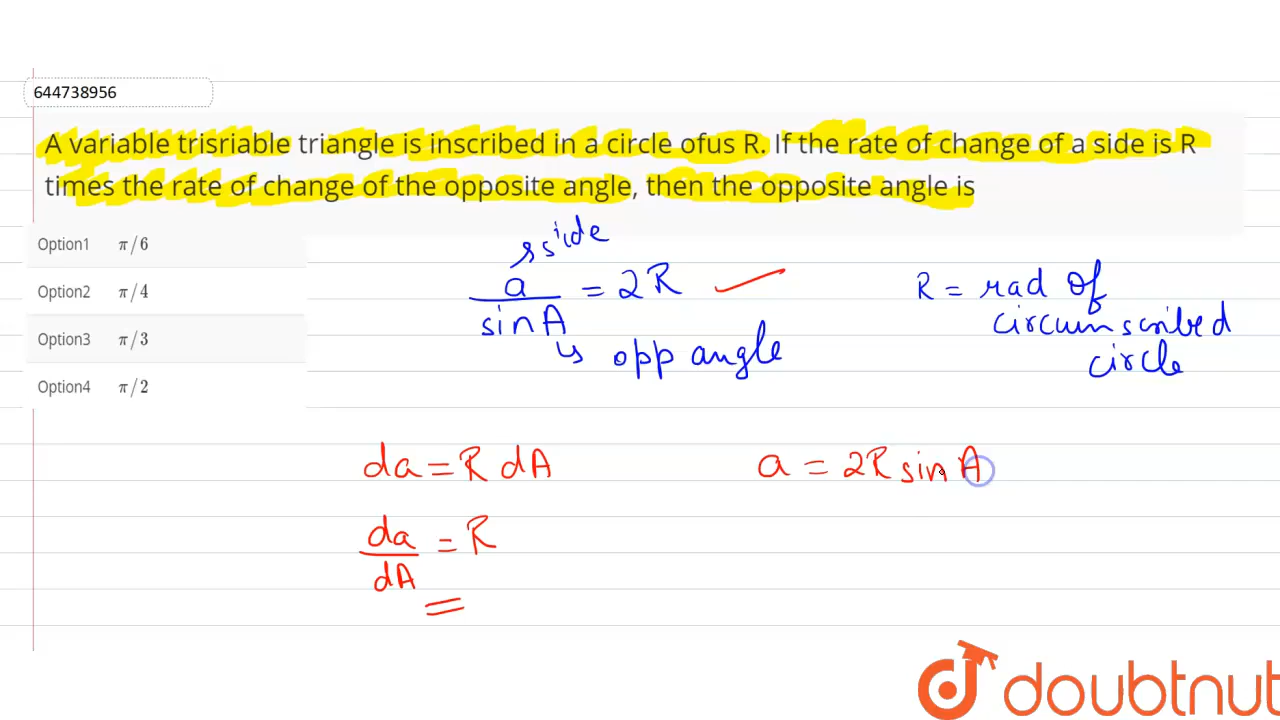 644738956
A variable trisriable triangle is inscribed in a circle ofus R. If the rate of change of a side is R
times the rate of change of the opposite angle, then the opposite angle is
Option1 π/6
Option2 π/4
Option3 π/3
Option4 π/2
side
a/sinA = 2R
opp angle
R = rad of
circumscribed
circle
da = R dA
da/dA = R
a = 2R sin A
doubtnut